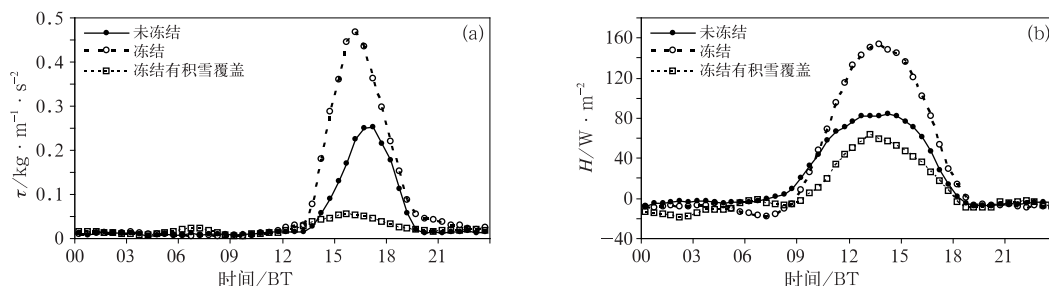 (a)
未冻结
冻结
冻结有积雪覆盖
0.5
0.4
0.3
0.2
0.1
0
τ/kg · m⁻¹ · s⁻²
00 03 06 09 12 15 18 21
时间/BT
(b)
未冻结
冻结
冻结有积雪覆盖
160
120
80
40
0
−40
H/W · m⁻²
00 03 06 09 12 15 18 21
时间/BT